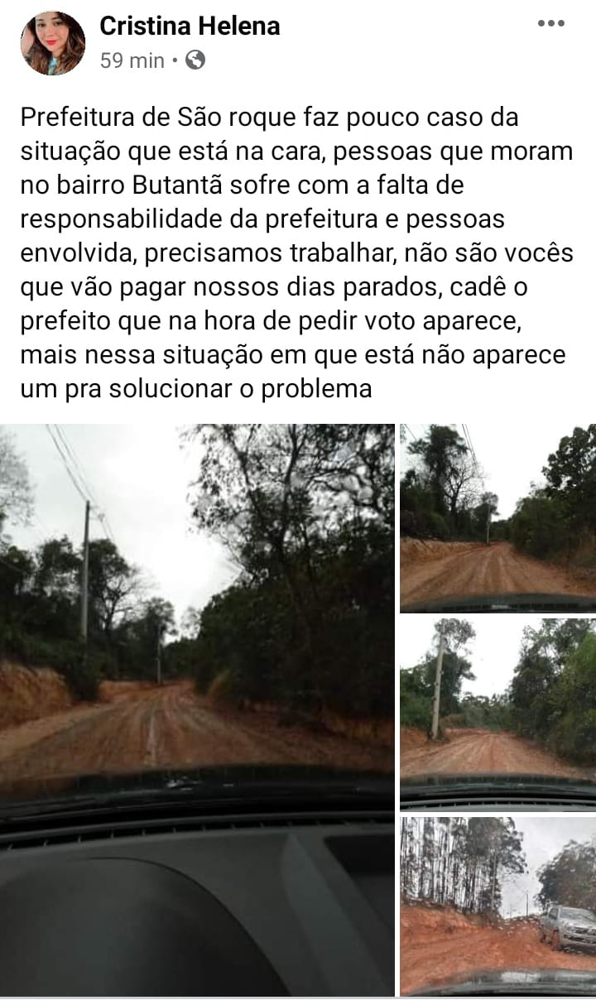 Cristina Helena
59 min •
Prefeitura de São roque faz pouco caso da
situação que está na cara, pessoas que moram
no bairro Butantã sofre com a falta de
responsabilidade da prefeitura e pessoas
envolvida, precisamos trabalhar, não são vocês
que vão pagar nossos dias parados, cadê o
prefeito que na hora de pedir voto aparece,
mais nessa situação em que está não aparece
um pra solucionar o problema